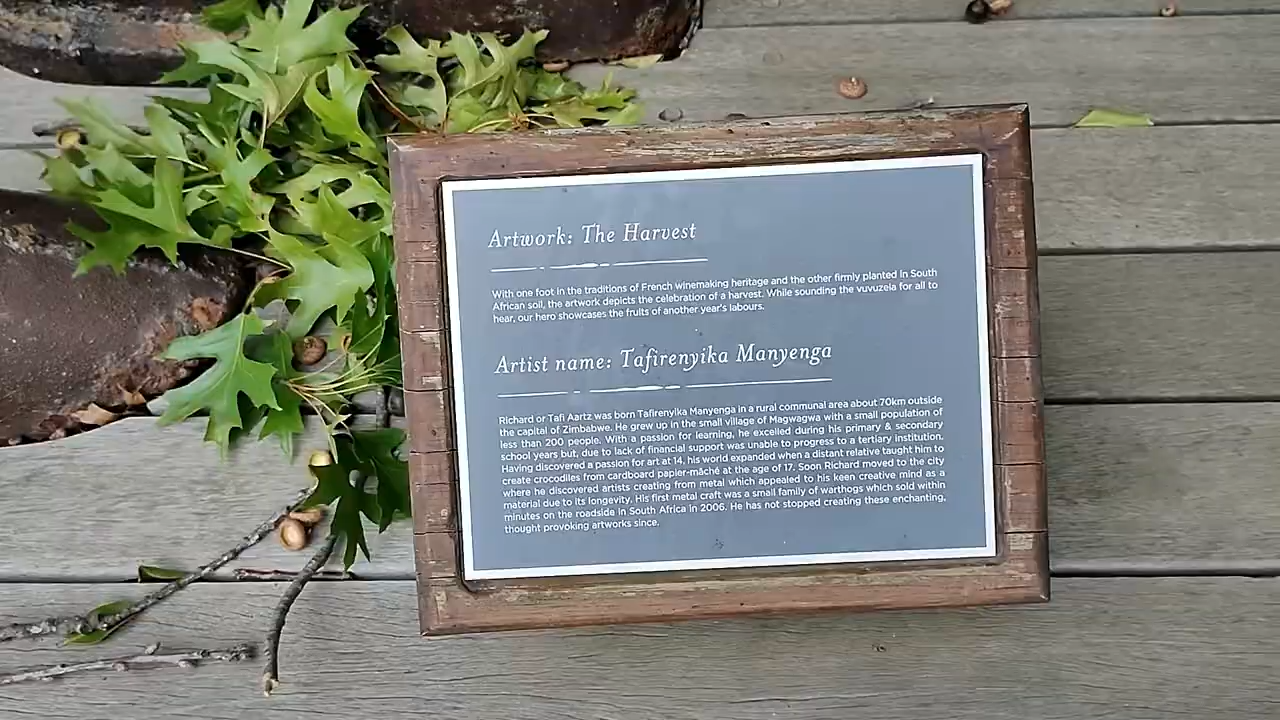 Artwork: The Harvest
With one foot in the traditions of French winemaking heritage and the other firmly planted in South
African soil, the artwork depicts the celebration of a harvest. While sounding the vuvuzela for all to
hear, our hero showcases the fruits of another year's labours.
Artist name: Tafirenyika Manyenga
Richard or Tafi Aartz was born Tafirenyika Manyenga in a rural communal area about 70km outside
the capital of Zimbabwe. He grew up in the small village of Magwagwa with a small population of
less than 200 people. With a passion for learning, he excelled during his primary & secondary
school years but, due to lack of financial support was unable to progress to a tertiary institution.
Having discovered a passion for art at 14, his world expanded when a distant relative taught him to
create crocodiles from cardboard papier-mâché at the age of 17. Soon Richard moved to the city
where he discovered artists creating from metal which appealed to his keen creative mind as a
material due to its longevity. His first metal craft was a small family of warthogs which sold within
minutes on the roadside in South Africa in 2006. He has not stopped creating these enchanting,
thought provoking artworks since.